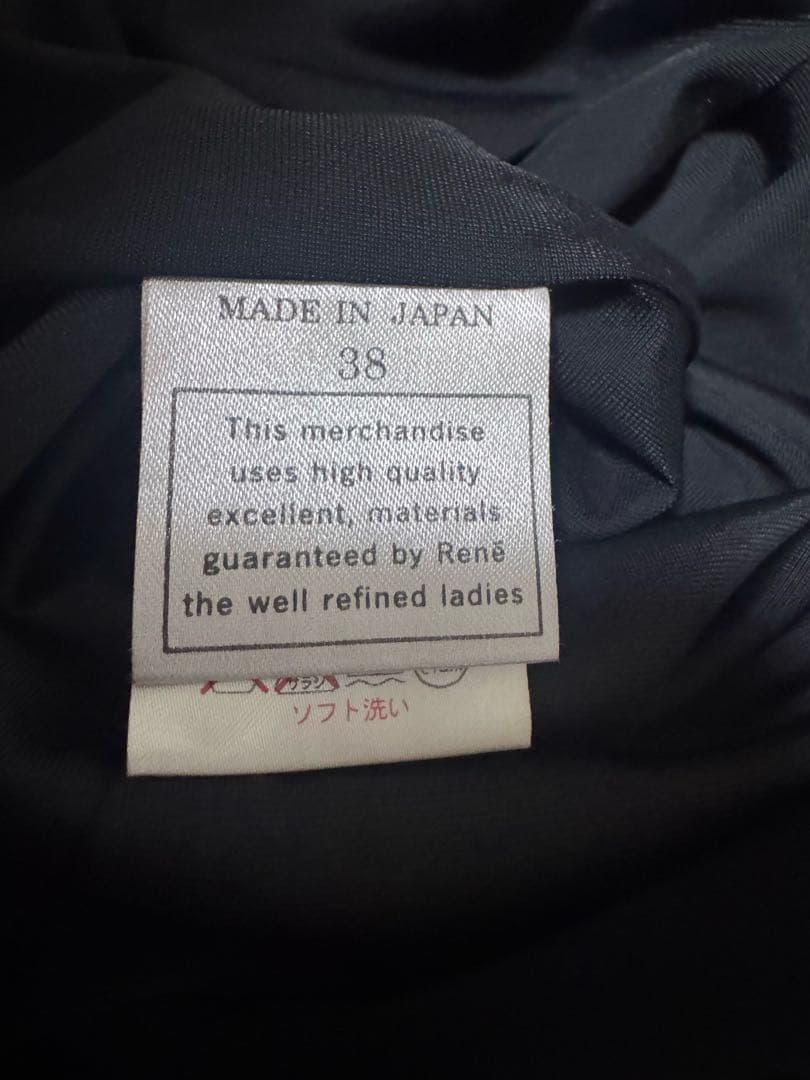 MADE IN JAPAN
38
This merchandise
uses high quality
excellent, materials
guaranteed by René
the well refined ladies
ソフト洗い